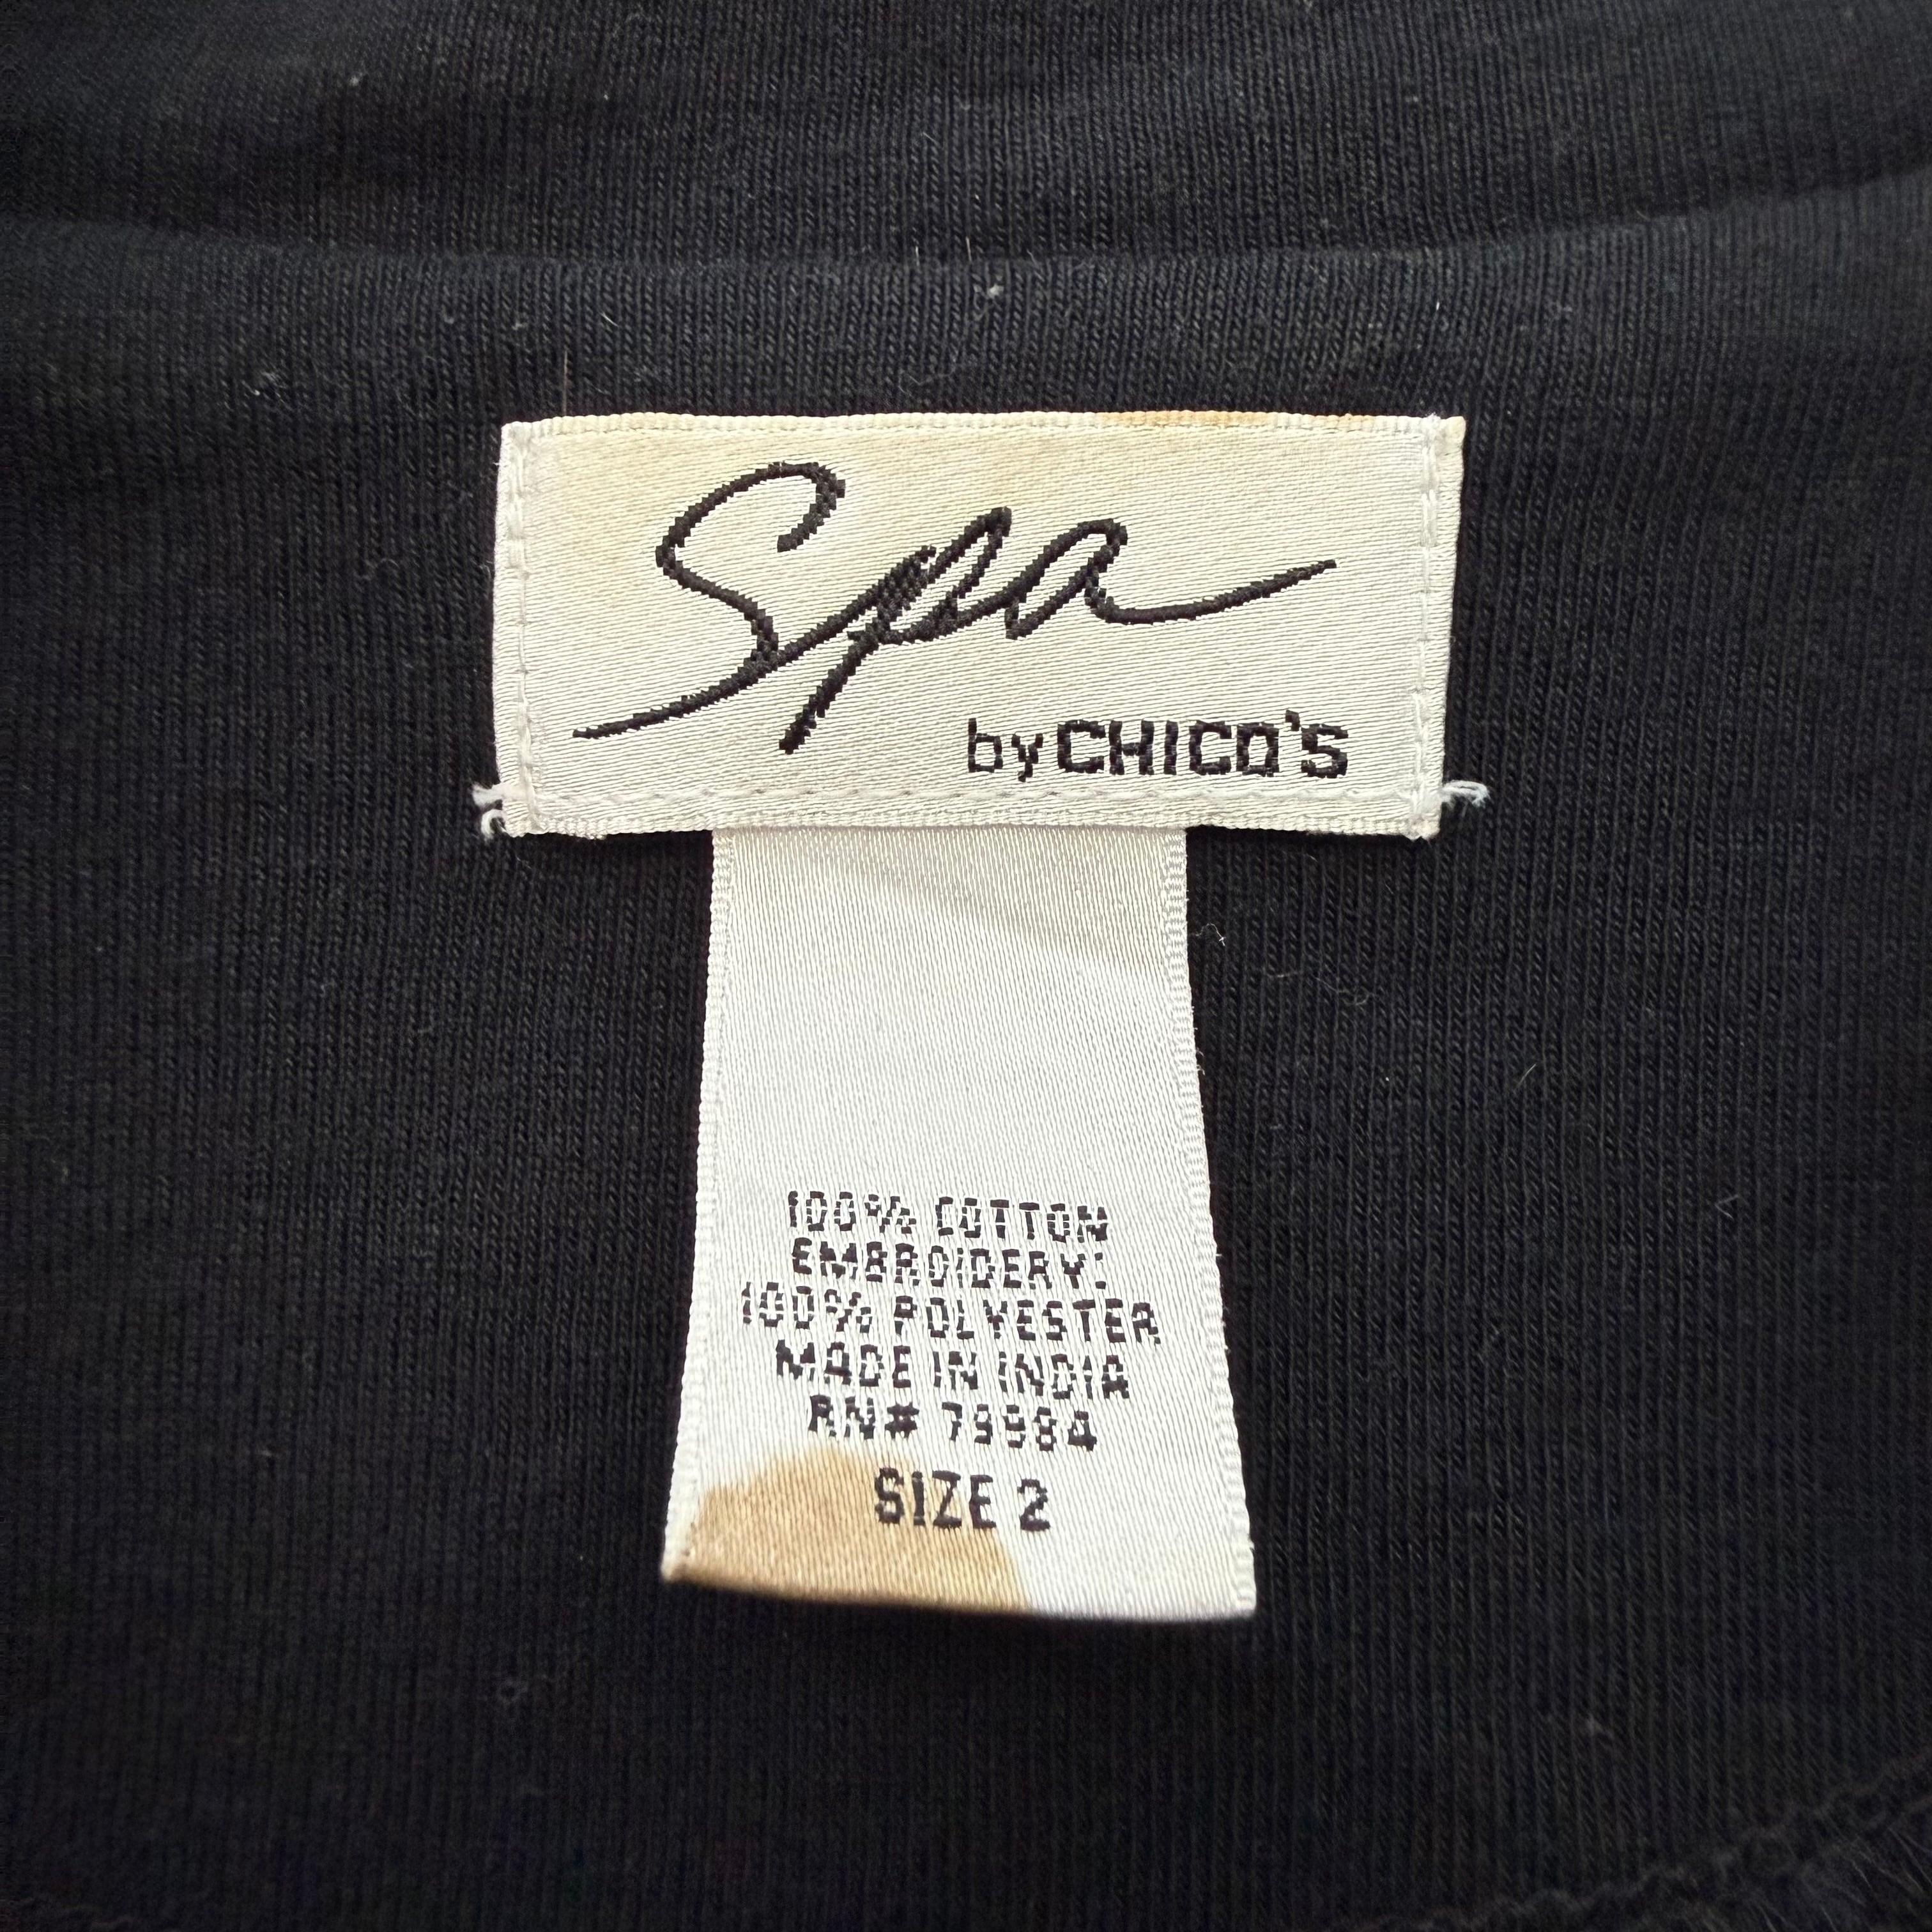 Spa
by CHICO'S
100% COTTON
EMBROIDERY:
100% POLYESTER
MADE IN INDIA
RN# 79984
SIZE 2